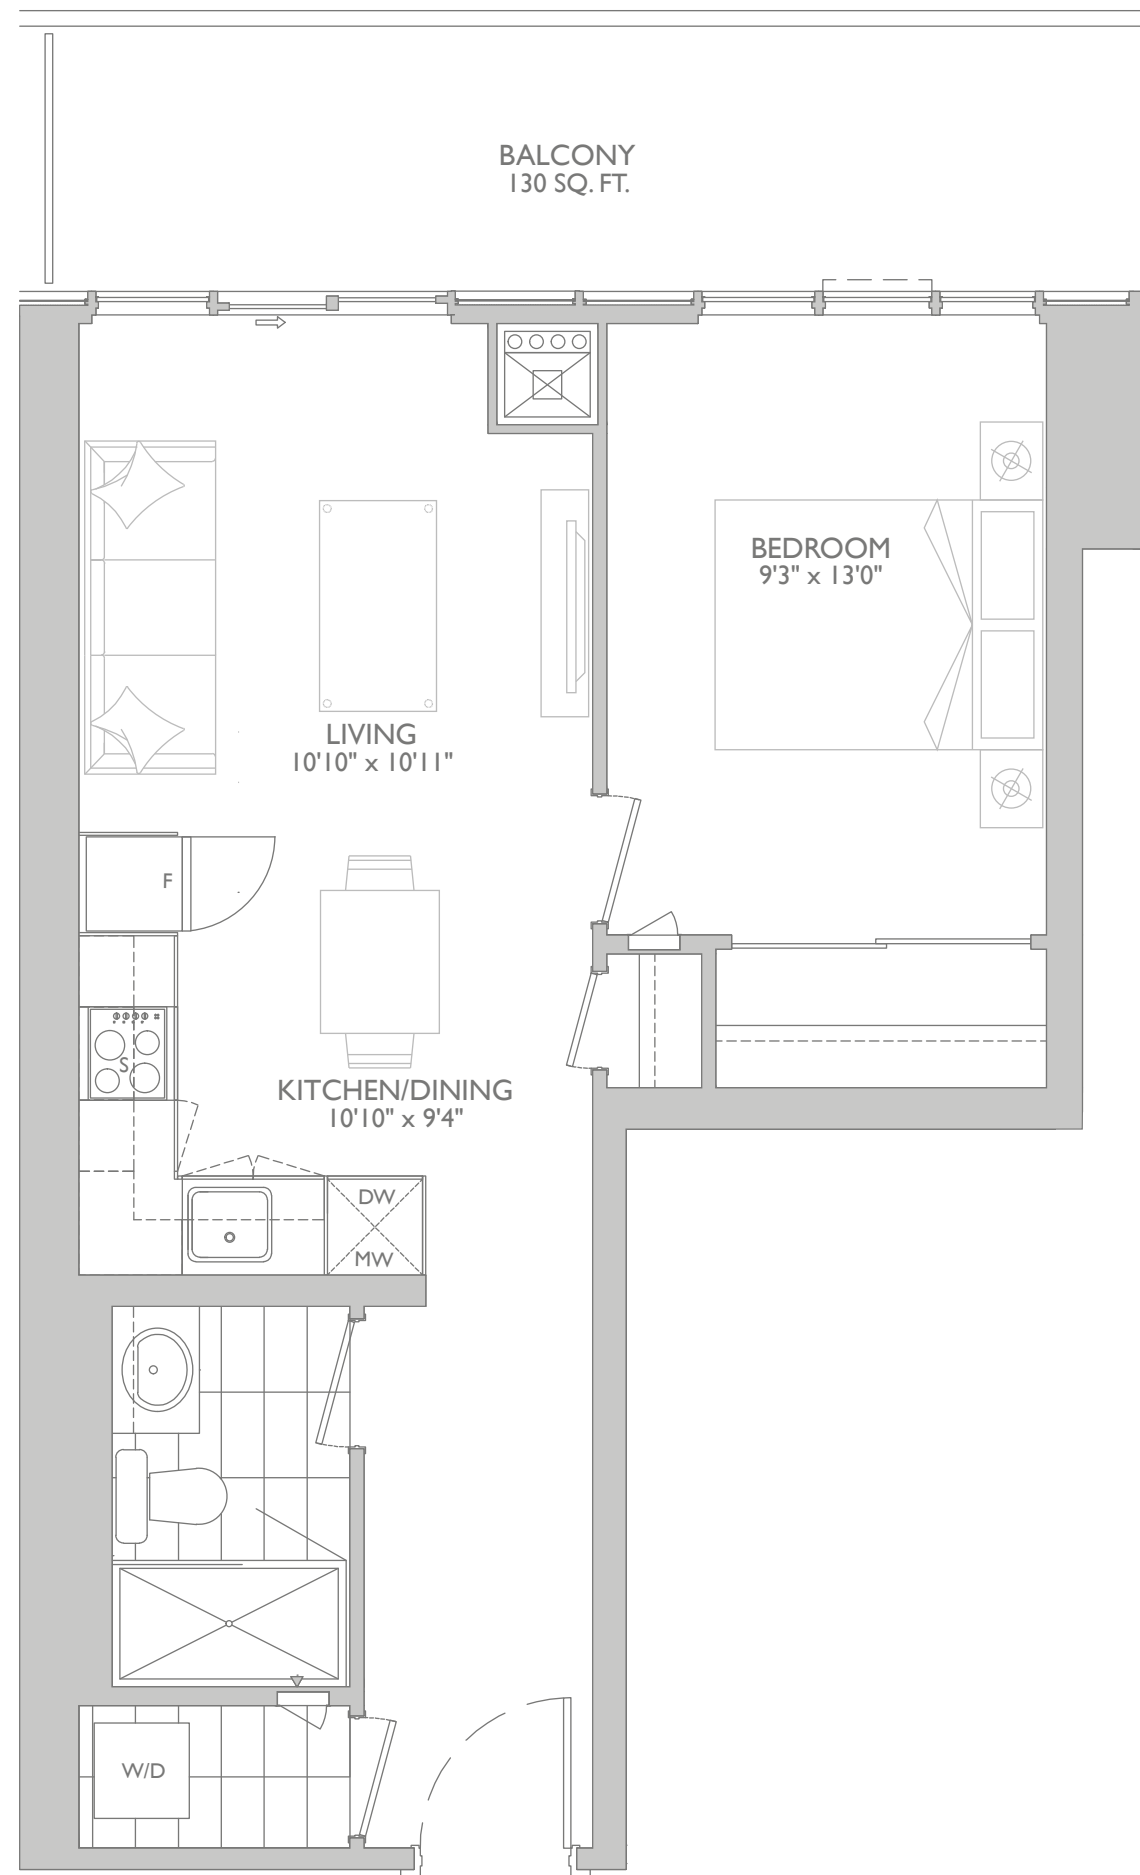 BALCONY
130 SQ. FT.
BEDROOM
9'3" x 13'0"
LIVING
10'10" x 10'11"
F
S
KITCHEN/DINING
10'10" x 9'4"
DW
MW
W/D